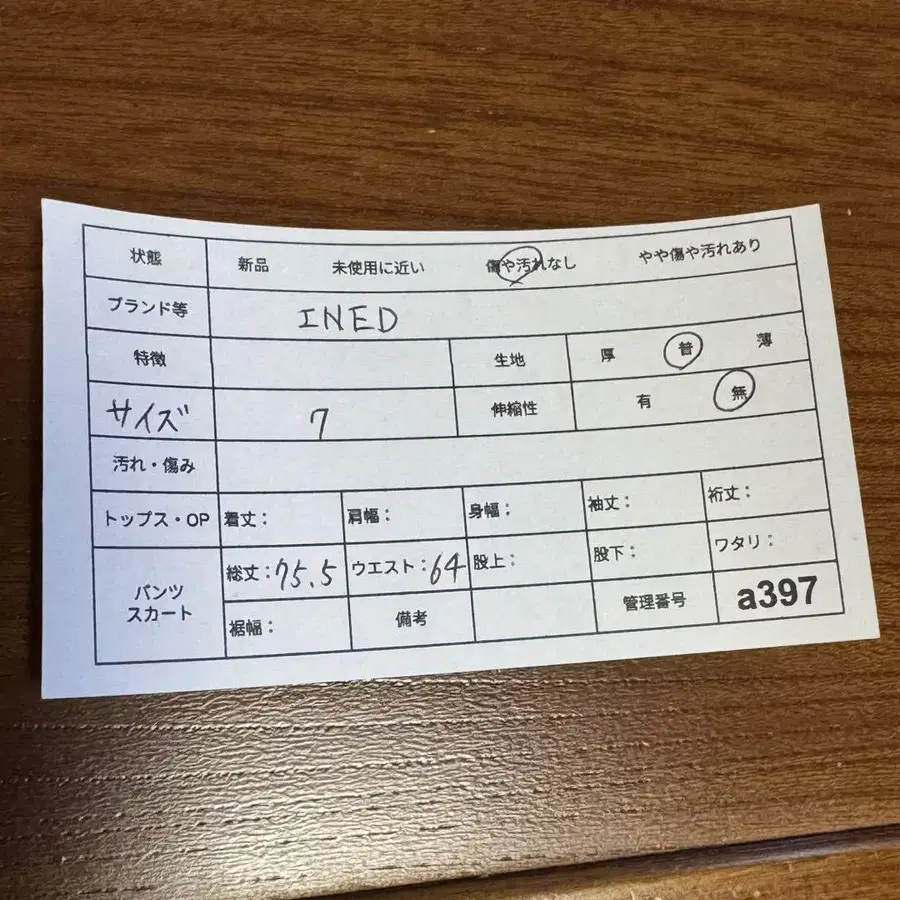 状態 新品 未使用に近い 傷や汚れなし やや傷や汚れあり
ブランド等 INED
特徴 生地 厚 普 薄
サイズ 7 伸縮性 有 無
汚れ・傷み
トップス・OP 着丈： 肩幅： 身幅： 袖丈： 裄丈：
パンツ スカート 総丈：75.5 ウエスト：64 股上： 股下： ワタリ：
裾幅： 備考 管理番号 a397